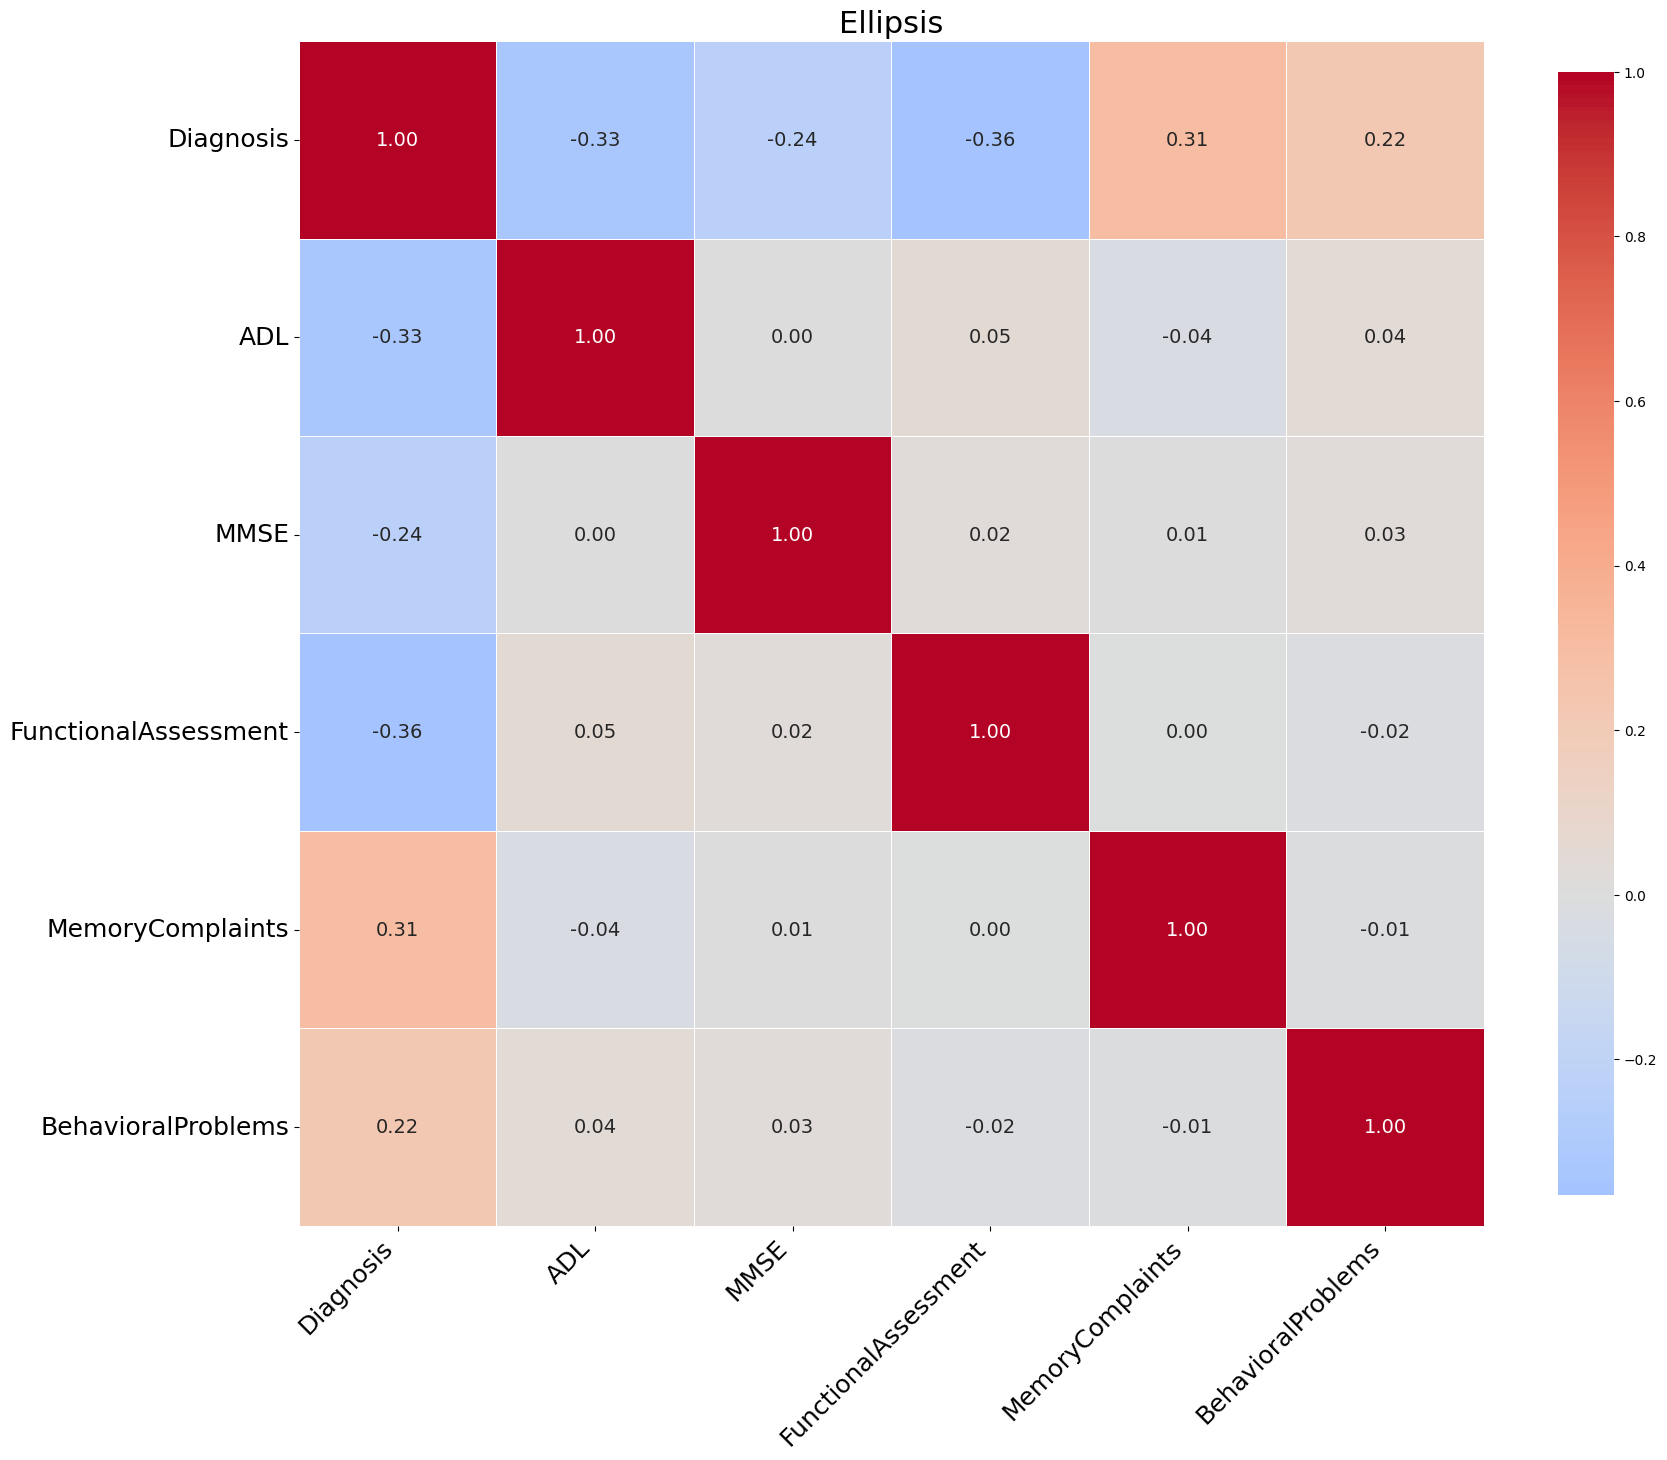 Ellipsis
Diagnosis 1.00 -0.33 -0.24 -0.36 0.31 0.22
ADL -0.33 1.00 0.00 0.05 -0.04 0.04
MMSE -0.24 0.00 1.00 0.02 0.01 0.03
FunctionalAssessment -0.36 0.05 0.02 1.00 0.00 -0.02
MemoryComplaints 0.31 -0.04 0.01 0.00 1.00 -0.01
BehavioralProblems 0.22 0.04 0.03 -0.02 -0.01 1.00
Diagnosis
ADL
MMSE
FunctionalAssessment
MemoryComplaints
BehavioralProblems
1.0
0.8
0.6
0.4
0.2
0.0
−0.2